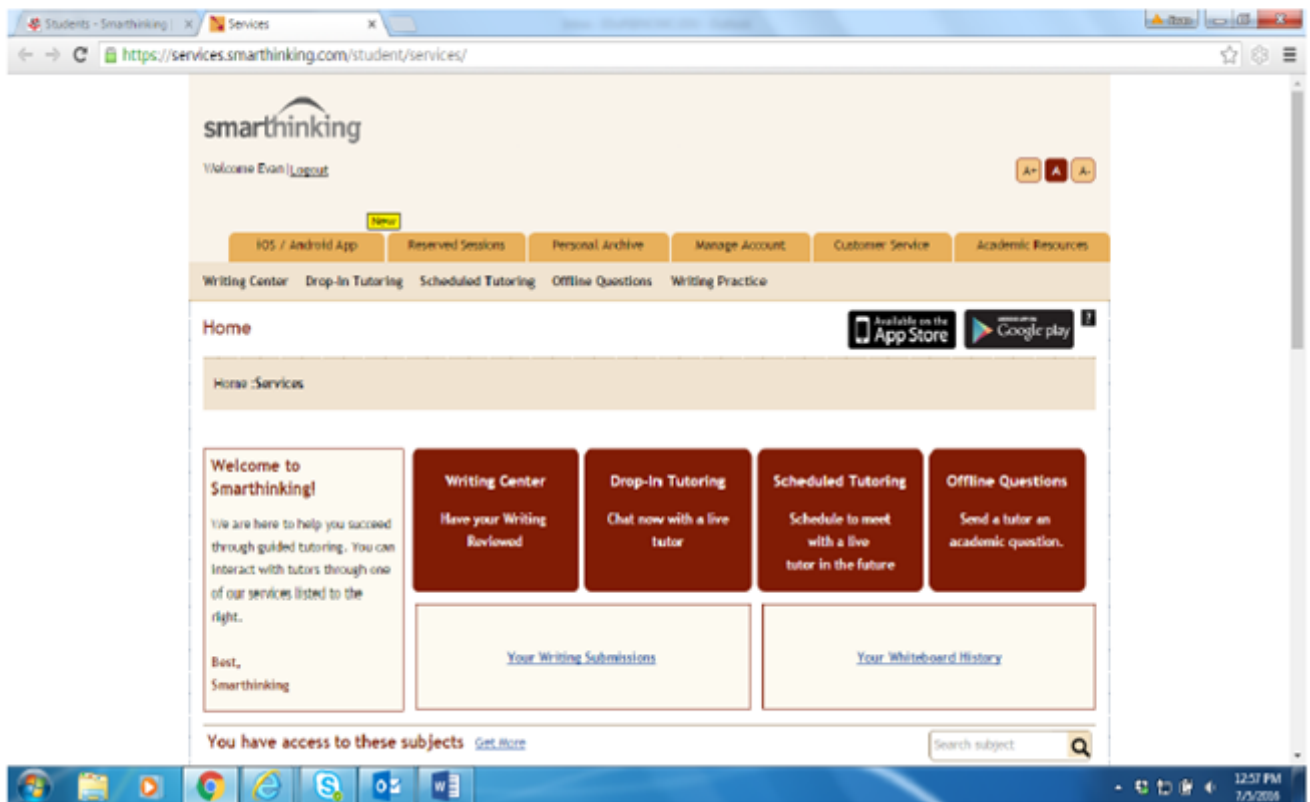 Students - Smarthinking |
Services
https://services.smarthinking.com/student/services/
smarthinking
Welcome Evan | Logout
A+ A A-
New
iOS / Android App Reserved Sessions Personal Archive Manage Account Customer Service Academic Resources
Writing Center Drop-In Tutoring Scheduled Tutoring Offline Questions Writing Practice
Home
Available on the
App Store
Google play
?
Home :Services
Welcome to
Smarthinking!
We are here to help you succeed
through guided tutoring. You can
interact with tutors through one
of our services listed to the
right.
Best,
Smarthinking
Writing Center
Have your Writing
Reviewed
Drop-In Tutoring
Chat now with a live
tutor
Scheduled Tutoring
Schedule to meet
with a live
tutor in the future
Offline Questions
Send a tutor an
academic question.
Your Writing Submissions
Your Whiteboard History
You have access to these subjects Get More
Search subject
12:57 PM
7/5/2016